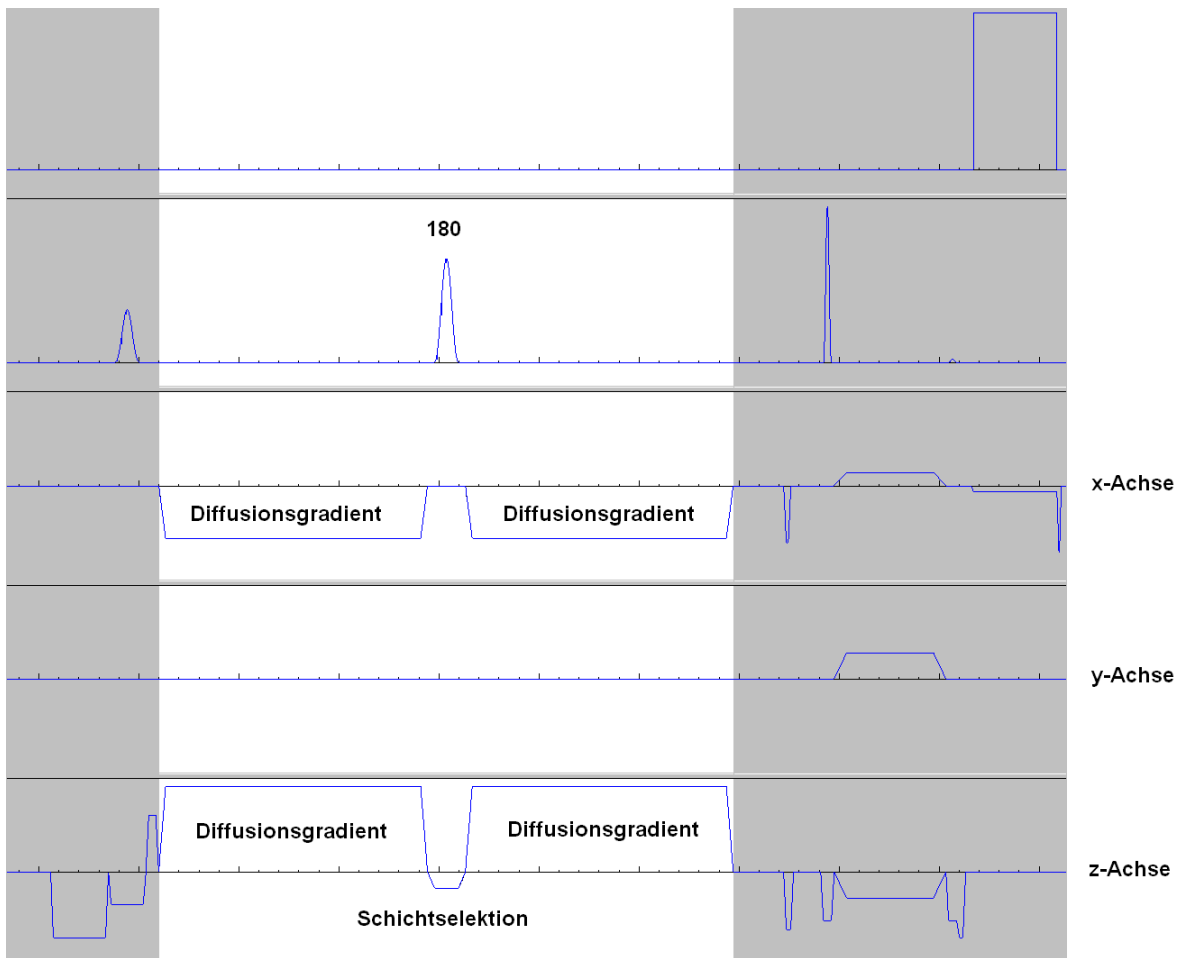 180
x-Achse
Diffusionsgradient
Diffusionsgradient
y-Achse
Diffusionsgradient
Diffusionsgradient
z-Achse
Schichtselektion